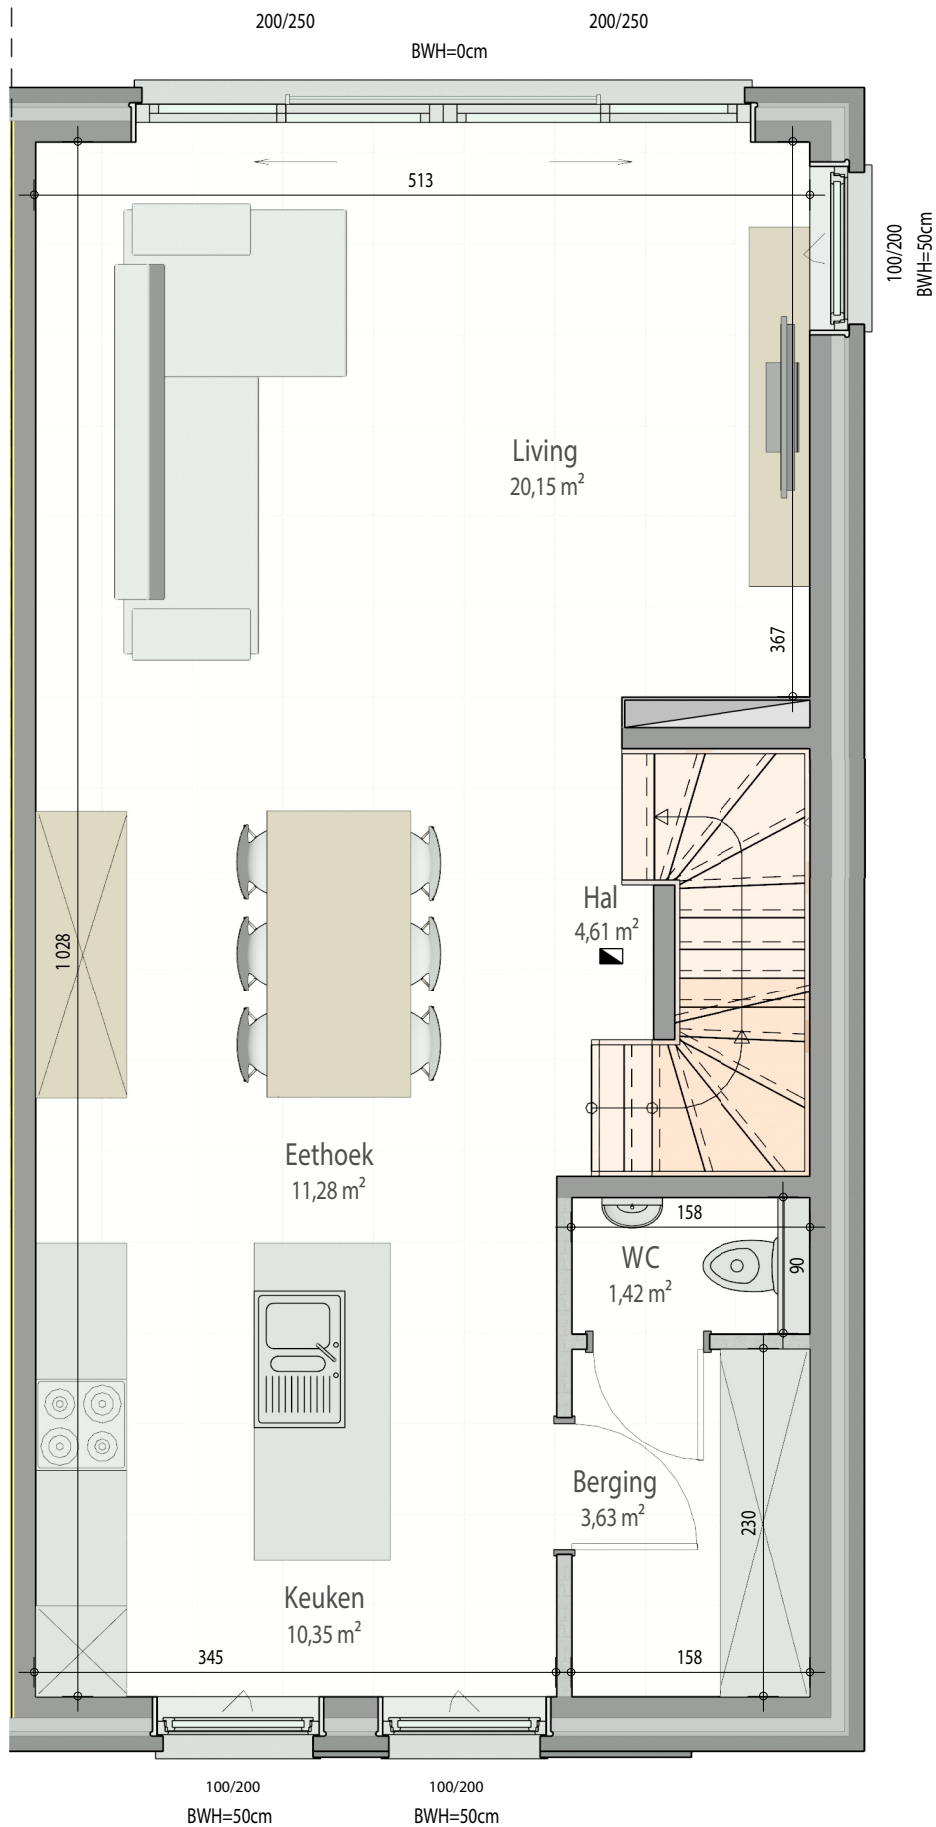 200/250
200/250
BWH=0cm
513
100/200
BWH=50cm
Living
20,15 m²
367
Hal
4,61 m²
1 028
Eethoek
11,28 m²
158
WC
1,42 m²
90
Berging
3,63 m²
230
Keuken
10,35 m²
345
158
100/200
100/200
BWH=50cm
BWH=50cm